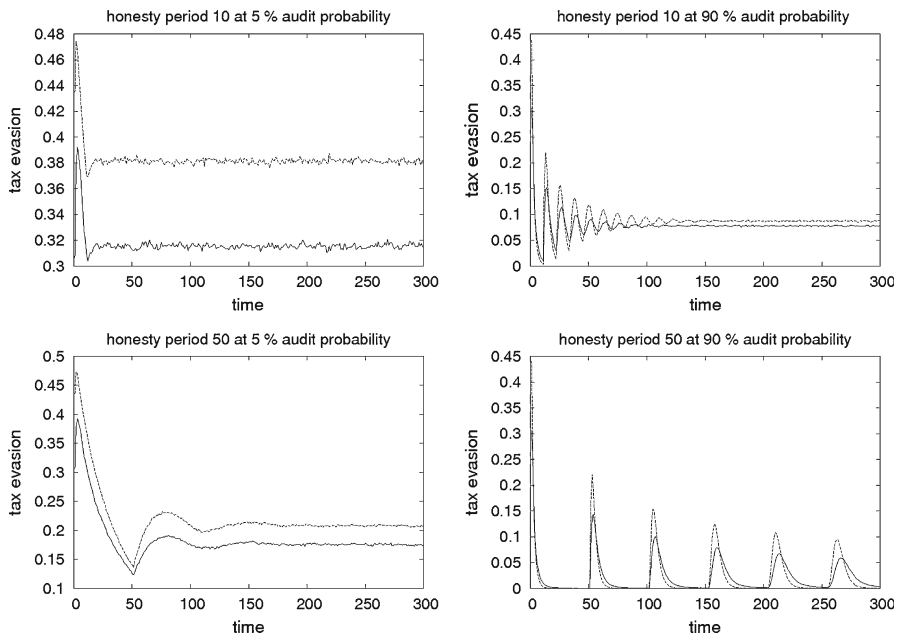 honesty period 10 at 5 % audit probability
0.48
0.46
0.44
0.42
0.4
0.38
0.36
0.34
0.32
0.3
tax evasion
0 50 100 150 200 250 300
time
honesty period 10 at 90 % audit probability
0.45
0.4
0.35
0.3
0.25
0.2
0.15
0.1
0.05
0
tax evasion
0 50 100 150 200 250 300
time
honesty period 50 at 5 % audit probability
0.5
0.45
0.4
0.35
0.3
0.25
0.2
0.15
0.1
tax evasion
0 50 100 150 200 250 300
time
honesty period 50 at 90 % audit probability
0.45
0.4
0.35
0.3
0.25
0.2
0.15
0.1
0.05
0
tax evasion
0 50 100 150 200 250 300
time